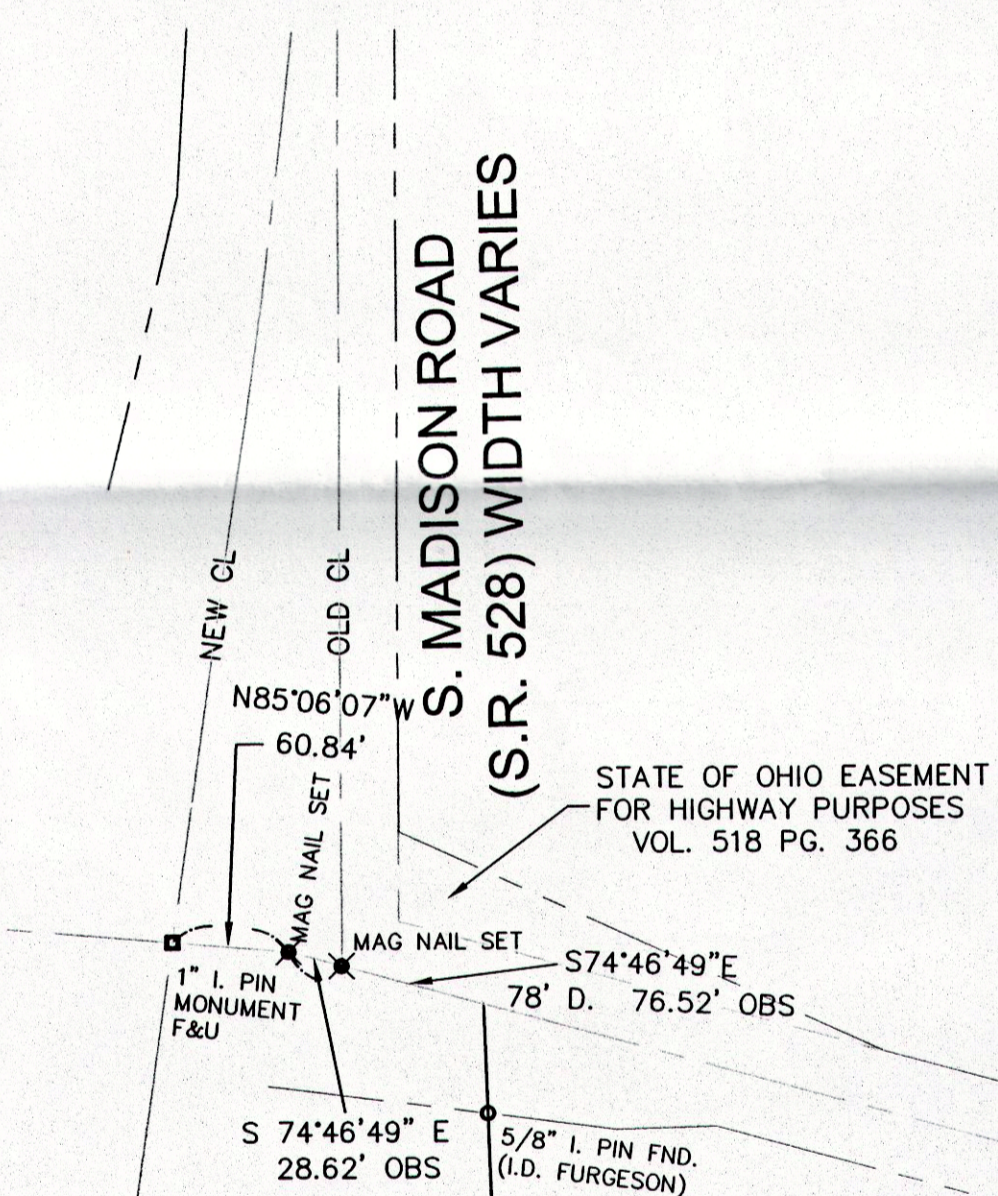 S. MADISON ROAD
(S.R. 528) WIDTH VARIES
NEW CL
OLD CL
N85°06'07"W
60.84'
STATE OF OHIO EASEMENT
FOR HIGHWAY PURPOSES
VOL. 518 PG. 366
MAG NAIL SET
MAG NAIL SET
1" I. PIN
MONUMENT
F&U
S74°46'49"E
78' D. 76.52' OBS
S 74°46'49" E
28.62' OBS
5/8" I. PIN FND.
(I.D. FURGESON)